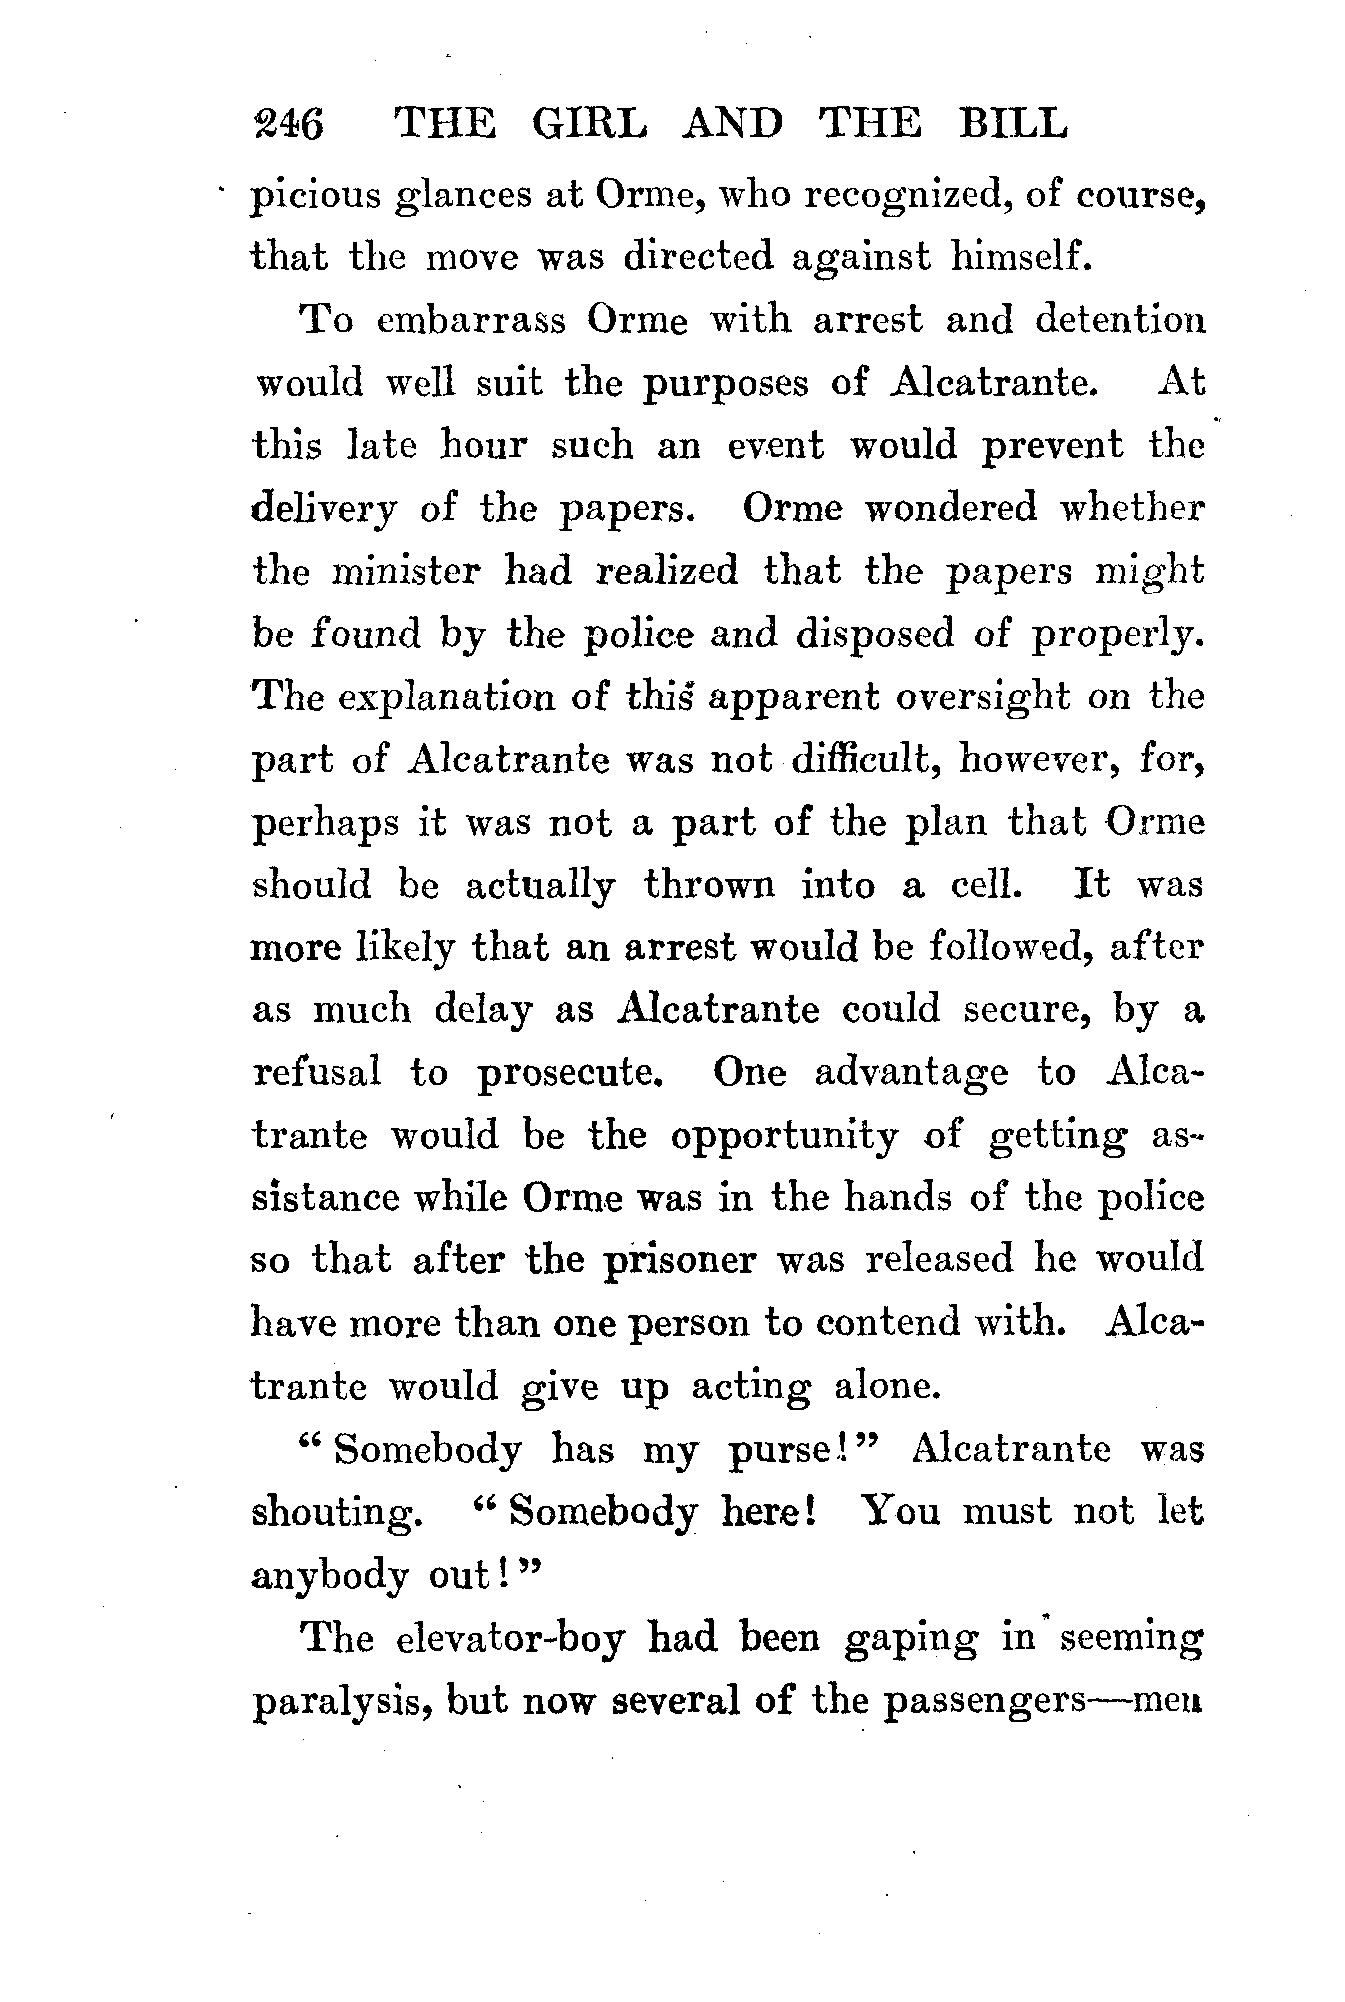 246 THE GIRL AND THE BILL
picious glances at Orme, who recognized, of course,
that the move was directed against himself.
To embarrass Orme with arrest and detention
would well suit the purposes of Alcatrante. At
this late hour such an event would prevent the
delivery of the papers. Orme wondered whether
the minister had realized that the papers might
be found by the police and disposed of properly.
The explanation of this apparent oversight on the
part of Alcatrante was not difficult, however, for,
perhaps it was not a part of the plan that Orme
should be actually thrown into a cell. It was
more likely that an arrest would be followed, after
as much delay as Alcatrante could secure, by a
refusal to prosecute. One advantage to Alca-
trante would be the opportunity of getting as-
sistance while Orme was in the hands of the police
so that after the prisoner was released he would
have more than one person to contend with. Alca-
trante would give up acting alone.
“ Somebody has my purse!” Alcatrante was
shouting. “ Somebody here! You must not let
anybody out! ”
The elevator-boy had been gaping in seeming
paralysis, but now several of the passengers—men